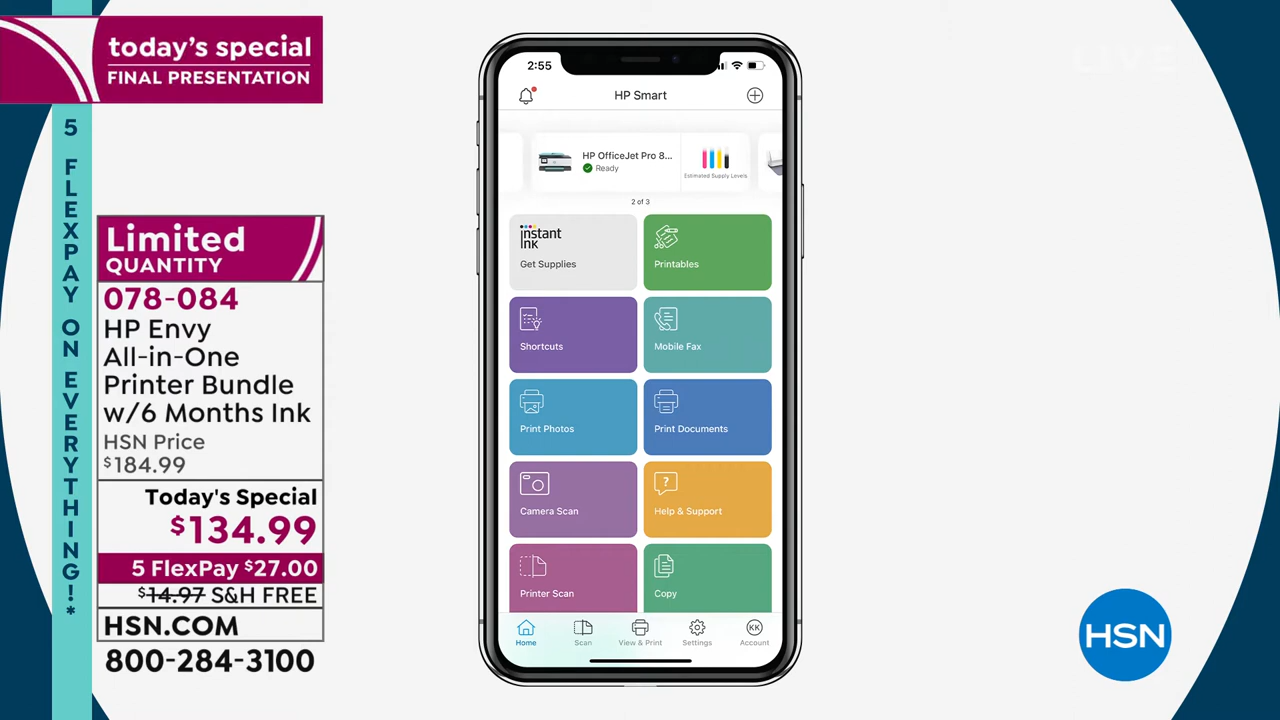 today's special
FINAL PRESENTATION
LIVE
5 FLEXPAY ON EVERYTHING!*
Limited
QUANTITY
078-084
HP Envy
All-in-One
Printer Bundle
w/6 Months Ink
HSN Price
$184.99
Today's Special
$134.99
5 FlexPay $27.00
$14.97 S&H FREE
HSN.COM
800-284-3100
2:55
HP Smart
HP OfficeJet Pro 8...
Ready
Estimated Supply Levels
2 of 3
instant
ink
Get Supplies
Printables
Shortcuts
Mobile Fax
Print Photos
Print Documents
Camera Scan
Help & Support
Printer Scan
Copy
Home
Scan
View & Print
Settings
KK
Account
HSN